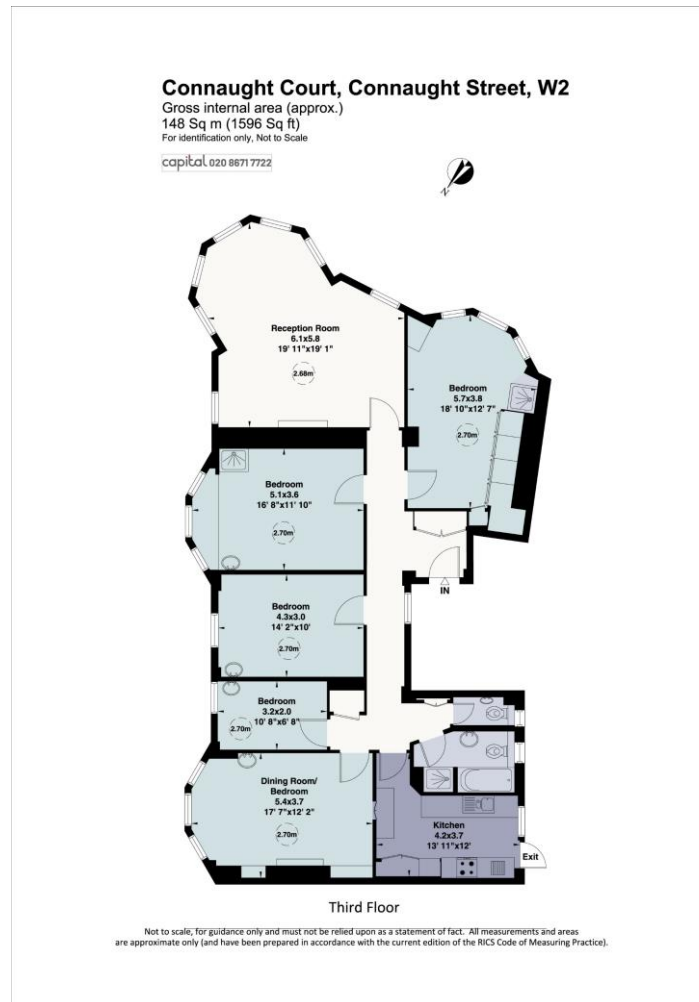 Connaught Court, Connaught Street, W2
Gross internal area (approx.)
148 Sq m (1596 Sq ft)
For identification only, Not to Scale
capital 020 8671 7722
N
Reception Room
6.1x5.8
19' 11"x19' 1"
2.68m
Bedroom
5.7x3.8
18' 10"x12' 7"
2.70m
Bedroom
5.1x3.6
16' 8"x11' 10"
2.70m
IN
Bedroom
4.3x3.0
14' 2"x10'
2.70m
Bedroom
3.2x2.0
10' 8"x6' 8"
2.70m
Dining Room/
Bedroom
5.4x3.7
17' 7"x12' 2"
2.70m
Kitchen
4.2x3.7
13' 11"x12'
Exit
Third Floor
Not to scale, for guidance only and must not be relied upon as a statement of fact. All measurements and areas
are approximate only (and have been prepared in accordance with the current edition of the RICS Code of Measuring Practice).